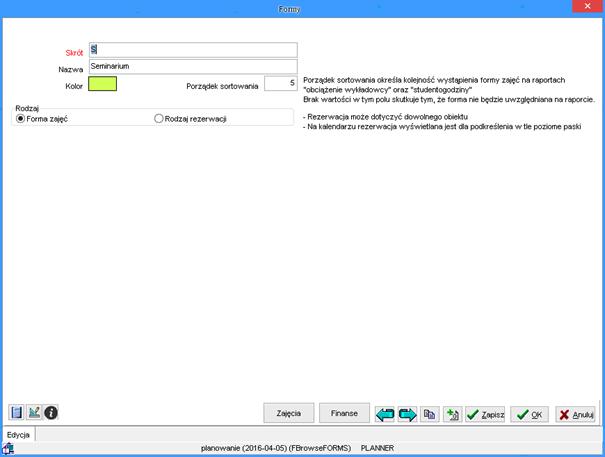 Formy
Skrót S
Nazwa Seminarium
Kolor Porządek sortowania 5
Porządek sortowania określa kolejność wystąpienia formy zajęć na raportach
"obciążenie wykładowcy" oraz "studentogodziny"
Brak wartości w tym polu skutkuje tym, że forma nie będzie uwzględniana na raporcie.
- Rezerwacja może dotyczyć dowolnego obiektu
- Na kalendarzu rezerwacja wyświetlana jest dla podkreślenia w tle poziome paski
Rodzaj
Forma zajęć Rodzaj rezerwacji
Zajęcia Finanse Zapisz OK Anuluj
Edycja
planowanie (2016-04-05) (FBrowseFORMS) PLANNER